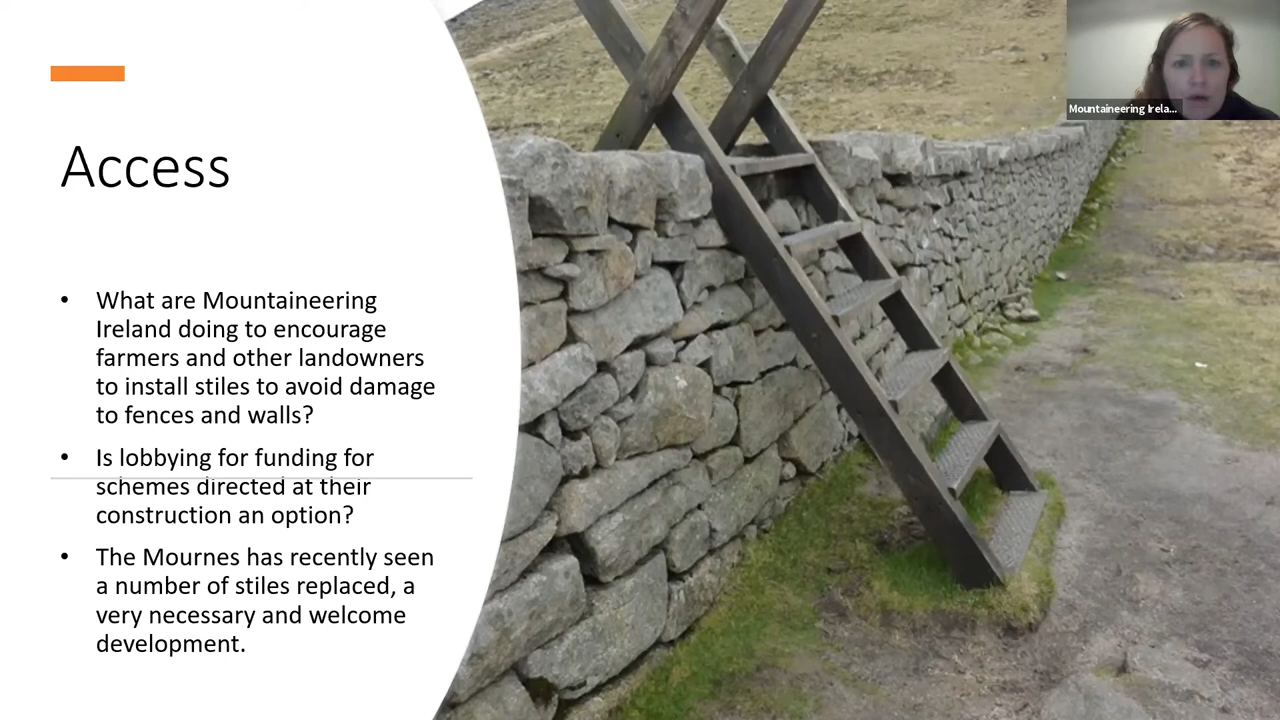 Mountaineering Irela...
Access
• What are Mountaineering
Ireland doing to encourage
farmers and other landowners
to install stiles to avoid damage
to fences and walls?
• Is lobbying for funding for
schemes directed at their
construction an option?
• The Mournes has recently seen
a number of stiles replaced, a
very necessary and welcome
development.